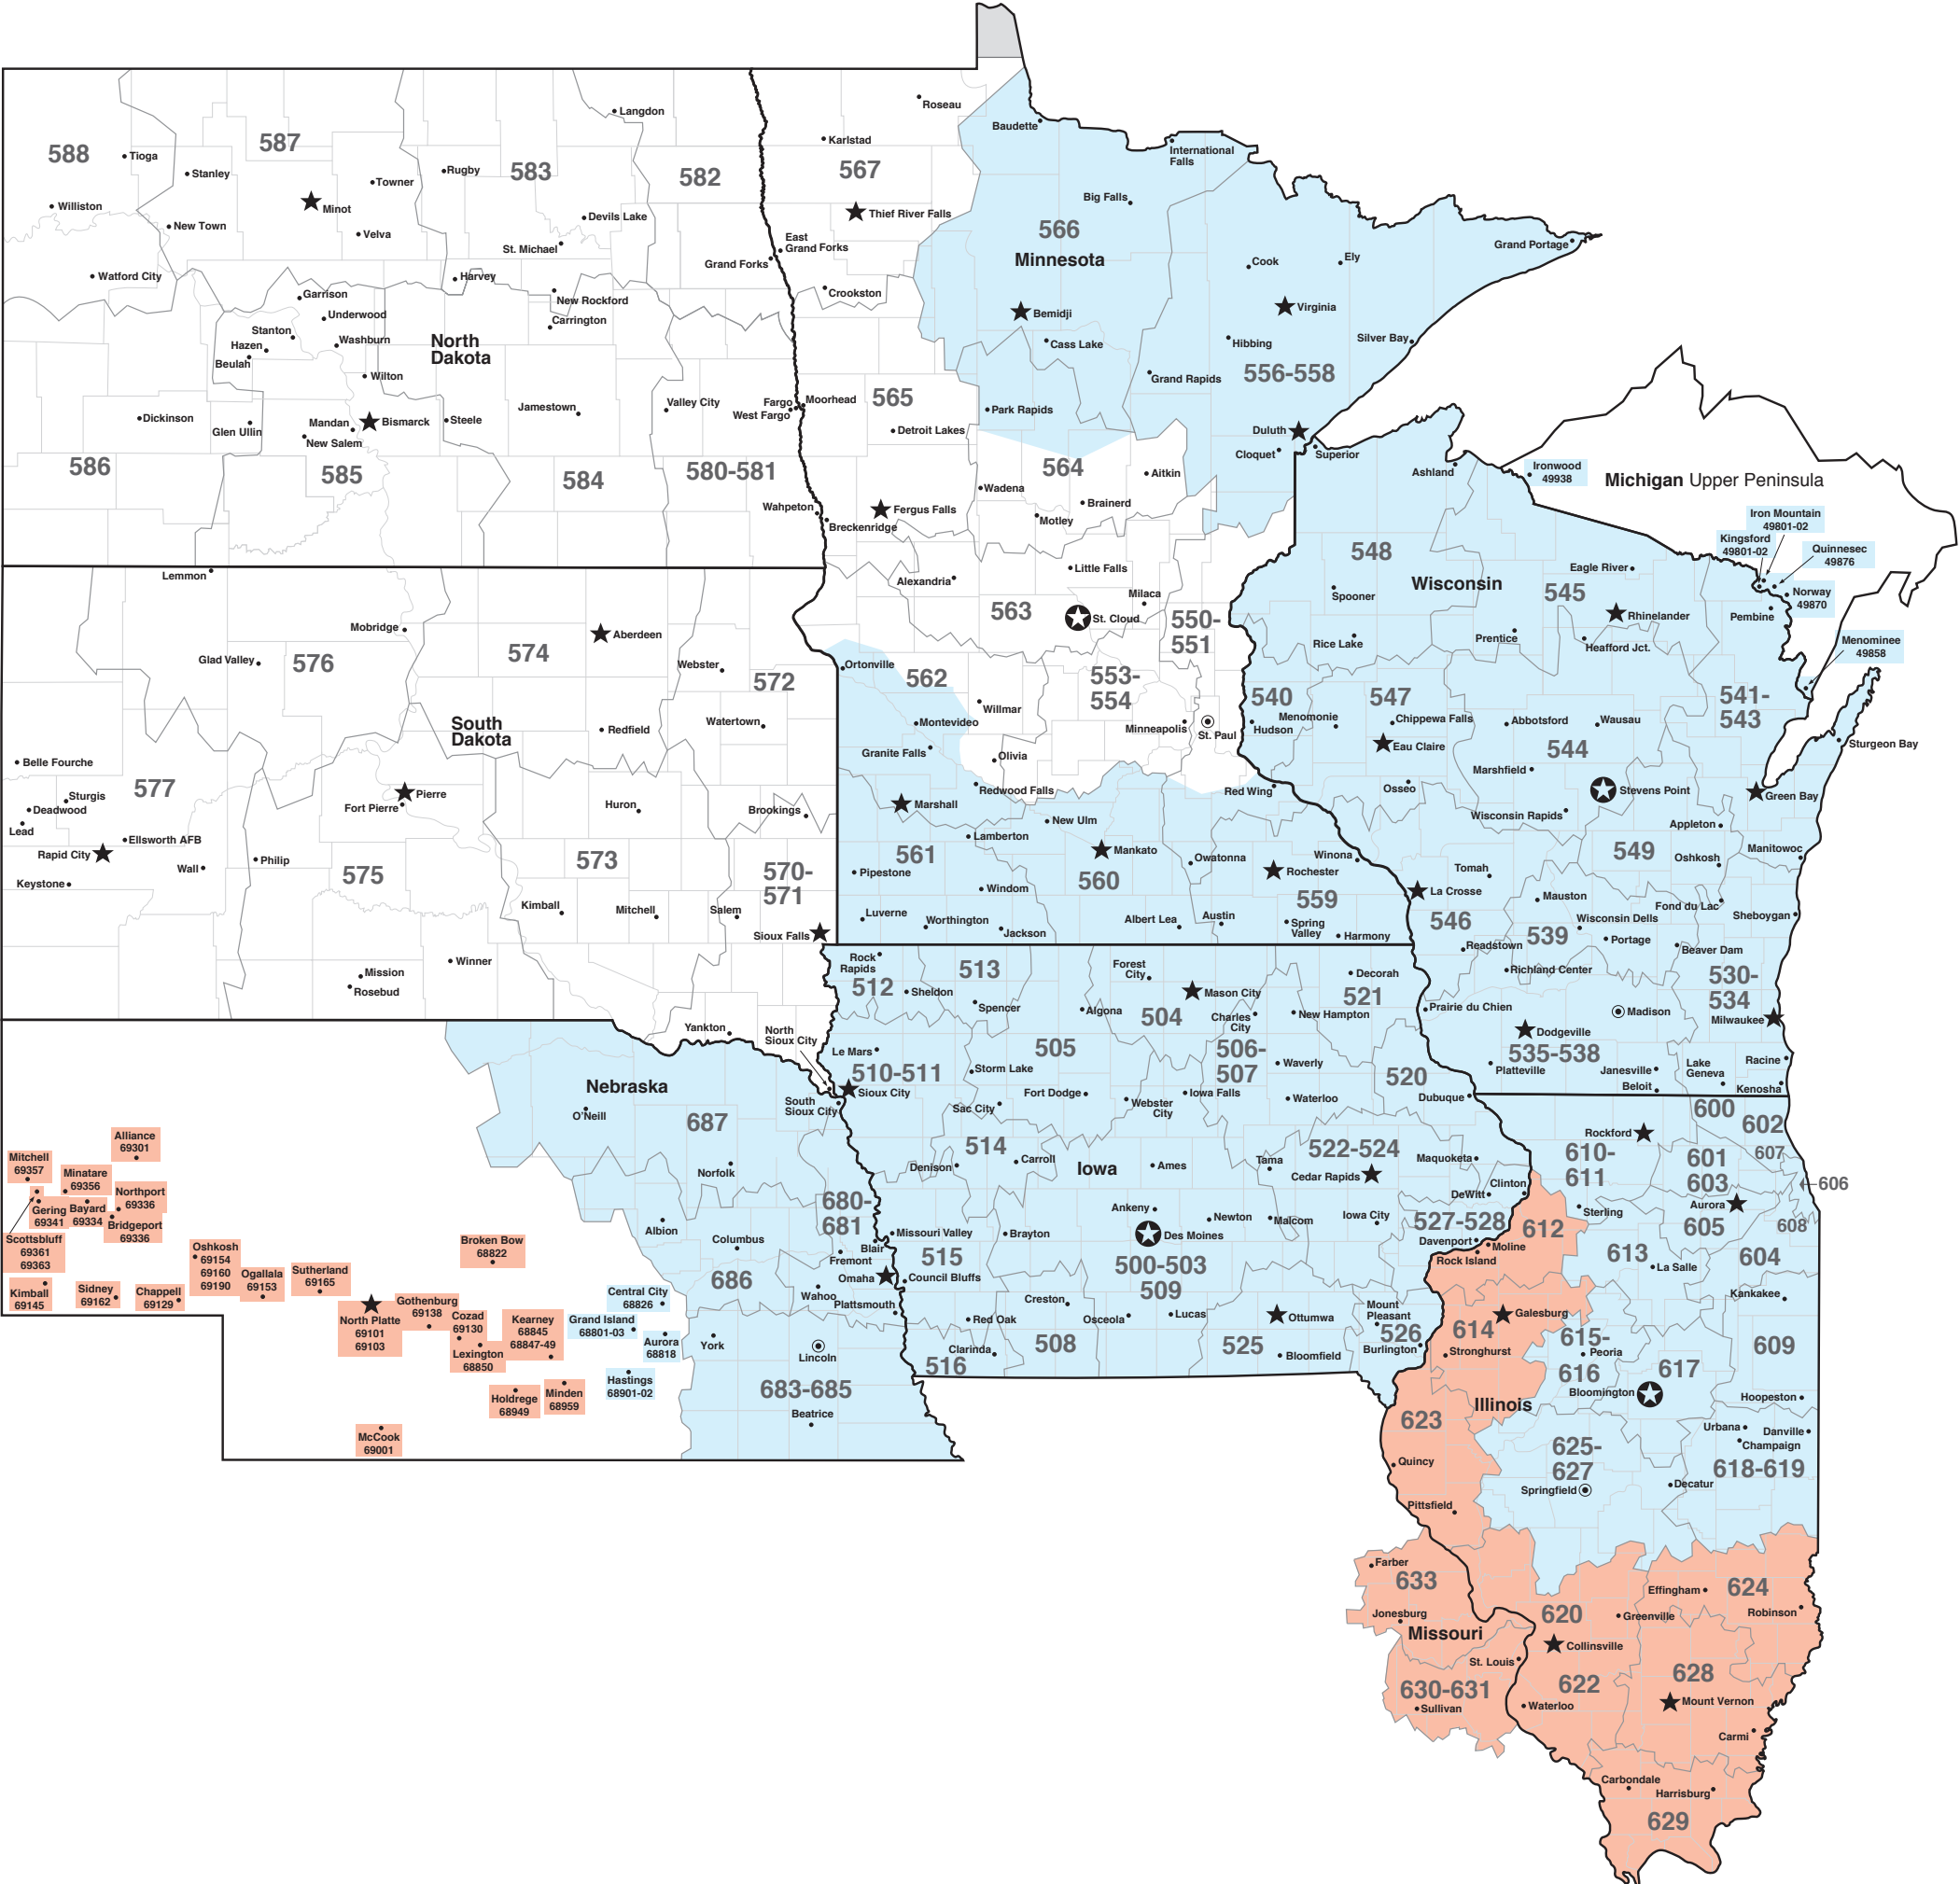 588
Tioga
Williston
Watford City
587
Stanley
Towner
Minot
New Town
Velva
Langdon
Rugby
583
Devils Lake
St. Michael
Harvey
New Rockford
Carrington
582
Grand Forks
Garrison
Underwood
Stanton
Hazen
Washburn
Beulah
Wilton
North
Dakota
Dickinson
Glen Ullin
Mandan
Bismarck
New Salem
Steele
Jamestown
Valley City
Fargo
West Fargo
586
585
584
580-581
Wahpeton
Roseau
Karlstad
567
Thief River Falls
East
Grand Forks
Crookston
Moorhead
565
Detroit Lakes
Fergus Falls
Breckenridge
Baudette
International
Falls
Big Falls
566
Minnesota
Bemidji
Cass Lake
Park Rapids
Grand Portage
Cook
Ely
Virginia
Hibbing
Silver Bay
Grand Rapids
556-558
Duluth
Cloquet
564
Aitkin
Wadena
Brainerd
Motley
Little Falls
Alexandria
Milaca
563
St. Cloud
550-
551
Ortonville
562
553-
554
Willmar
Montevideo
Minneapolis
St. Paul
Granite Falls
Olivia
Redwood Falls
Red Wing
Marshall
New Ulm
Lamberton
Mankato
Owatonna
Winona
Rochester
561
560
559
Pipestone
Windom
Luverne
Worthington
Jackson
Albert Lea
Austin
Spring
Valley
Harmony
Superior
Ashland
Ironwood
49938
Michigan Upper Peninsula
Iron Mountain
49801-02
Kingsford
49801-02
Quinnesec
49876
Norway
49870
Menominee
49858
548
Wisconsin
Eagle River
545
Spooner
Rhinelander
Pembine
Rice Lake
Prentice
Heafford Jct.
540
Hudson
547
Menomonie
Chippewa Falls
Eau Claire
Abbotsford
Wausau
541-
543
544
Sturgeon Bay
Marshfield
Osseo
Stevens Point
Green Bay
Wisconsin Rapids
Appleton
549
Manitowoc
Oshkosh
Tomah
La Crosse
Mauston
Fond du Lac
546
Wisconsin Dells
Sheboygan
539
Portage
Readstown
Beaver Dam
Richland Center
530-
534
Prairie du Chien
Madison
Milwaukee
Dodgeville
535-538
Platteville
Janesville
Lake
Geneva
Racine
Beloit
Kenosha
Lemmon
Mobridge
574
Aberdeen
Glad Valley
576
Webster
572
South
Dakota
Redfield
Watertown
Belle Fourche
577
Sturgis
Deadwood
Lead
Pierre
Fort Pierre
Huron
Brookings
Ellsworth AFB
Rapid City
Wall
Philip
Keystone
575
573
570-
571
Kimball
Mitchell
Salem
Sioux Falls
Winner
Mission
Rosebud
Yankton
North
Sioux City
Rock
Rapids
512
Sheldon
513
Spencer
Forest
City
Mason City
Algona
504
Charles
City
Decorah
521
New Hampton
Le Mars
510-511
Sioux City
505
Storm Lake
506-
507
Waverly
520
Fort Dodge
Webster
City
Iowa Falls
Waterloo
Dubuque
Sac City
514
Denison
Carroll
Iowa
Ames
Tama
522-524
Cedar Rapids
Maquoketa
Clinton
DeWitt
Ankeny
Newton
Malcom
Iowa City
527-528
Davenport
Missouri Valley
Brayton
Des Moines
515
Council Bluffs
500-503
509
Creston
Osceola
Lucas
Ottumwa
Mount
Pleasant
Red Oak
Clarinda
508
525
526
Burlington
Bloomfield
516
Nebraska
O'Neill
687
South
Sioux City
Norfolk
680-
681
Albion
Columbus
Blair
Fremont
686
Omaha
Wahoo
Plattsmouth
York
Lincoln
683-685
Beatrice
Alliance
69301
Mitchell
69357
Minatare
69356
Northport
69336
Gering
69341
Bayard
69334
Bridgeport
69336
Scottsbluff
69361
69363
Kimball
69145
Sidney
69162
Chappell
69129
Oshkosh
69154
69160
69190
Ogallala
69153
Sutherland
69165
Broken Bow
68822
North Platte
69101
69103
Gothenburg
69138
Cozad
69130
Lexington
68850
Kearney
68845
68847-49
Central City
68826
Grand Island
68801-03
Aurora
68818
Hastings
68901-02
Holdrege
68949
Minden
68959
McCook
69001
600
602
Rockford
610-
611
601
603
607
606
Aurora
605
608
Sterling
612
Moline
Rock Island
613
La Salle
604
Kankakee
Galesburg
614
Stronghurst
615-
Peoria
616
617
609
Bloomington
Hoopeston
Illinois
623
Urbana
Danville
Champaign
625-
627
618-619
Quincy
Springfield
Decatur
Pittsfield
Farber
633
Jonesburg
Missouri
St. Louis
630-631
Sullivan
620
Effingham
624
Greenville
Robinson
Collinsville
622
628
Waterloo
Mount Vernon
Carmi
Carbondale
Harrisburg
629